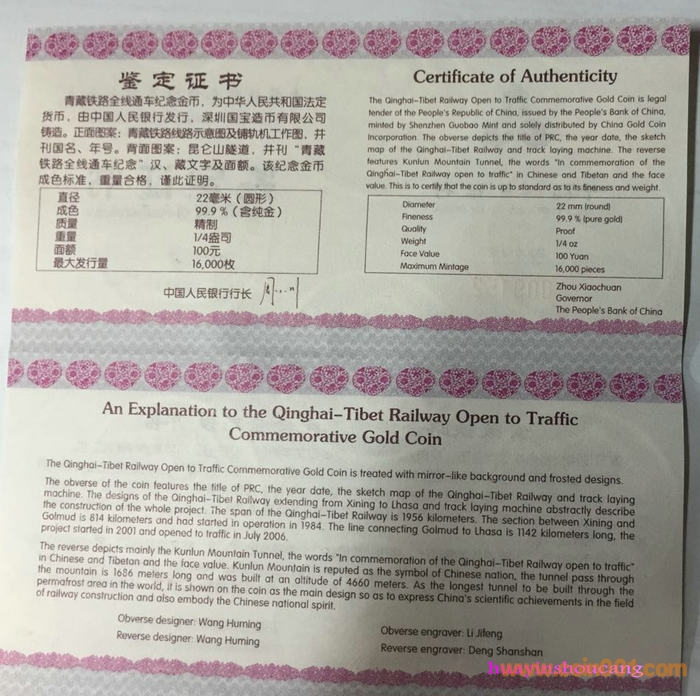 鉴定证书
青藏铁路全线通车纪念金币，为中华人民共和国法定
货币，由中国人民银行发行，深圳国宝造币有限公司
铸造。正面图案：青藏铁路线路示意图及铺轨机工作图，并
刊国名、年号。背面图案：昆仑山隧道，并刊“青藏
铁路全线通车纪念”汉、藏文字及面额。该纪念金币
成色标准，重量合格，谨此证明。
直径 22毫米（圆形）
成色 99.9%（含纯金）
质量 精制
重量 1/4盎司
面额 100元
最大发行量 16,000枚
中国人民银行行长
Certificate of Authenticity
The Qinghai-Tibet Railway Open to Traffic Commemorative Gold Coin is legal
tender of the People's Republic of China, issued by the People's Bank of China,
minted by Shenzhen Guobao Mint and solely distributed by China Gold Coin
Incorporation. The obverse depicts the title of PRC, the year date, the sketch
map of the Qinghai-Tibet Railway and track laying machine. The reverse
features Kunlun Mountain Tunnel, the words "In commemoration of the
Qinghai-Tibet Railway open to traffic" in Chinese and Tibetan and the face
value. This is to certify that the coin is up to standard as to its fineness and weight.
Diameter 22 mm (round)
Fineness 99.9 % (pure gold)
Quality Proof
Weight 1/4 oz
Face Value 100 Yuan
Maximum Mintage 16,000 pieces
Zhou Xiaochuan
Governor
The People's Bank of China
An Explanation to the Qinghai-Tibet Railway Open to Traffic
Commemorative Gold Coin
The Qinghai-Tibet Railway Open to Traffic Commemorative Gold Coin is treated with mirror-like background and frosted designs.
The obverse of the coin features the title of PRC, the year date, the sketch map of the Qinghai-Tibet Railway and track laying
machine. The designs of the Qinghai-Tibet Railway extending from Xining to Lhasa and track laying machine abstractly describe
the construction of the whole project. The span of the Qinghai-Tibet Railway is 1956 kilometers. The section between Xining and
Golmud is 814 kilometers and had started in operation in 1984. The line connecting Golmud to Lhasa is 1142 kilometers long, the
project started in 2001 and opened to traffic in July 2006.
The reverse depicts mainly the Kunlun Mountain Tunnel, the words "In commemoration of the Qinghai-Tibet Railway open to traffic"
in Chinese and Tibetan and the face value. Kunlun Mountain is reputed as the symbol of Chinese nation, the tunnel pass through
the mountain is 1686 meters long and was built at an altitude of 4660 meters. As the longest tunnel to be built through the
permafrost area in the world, it is shown on the coin as the main design so as to express China's scientific achievements in the field
of railway construction and also embody the Chinese national spirit.
Obverse designer: Wang Huming
Reverse designer: Wang Huming
Obverse engraver: Li Jifeng
Reverse engraver: Deng Shanshan